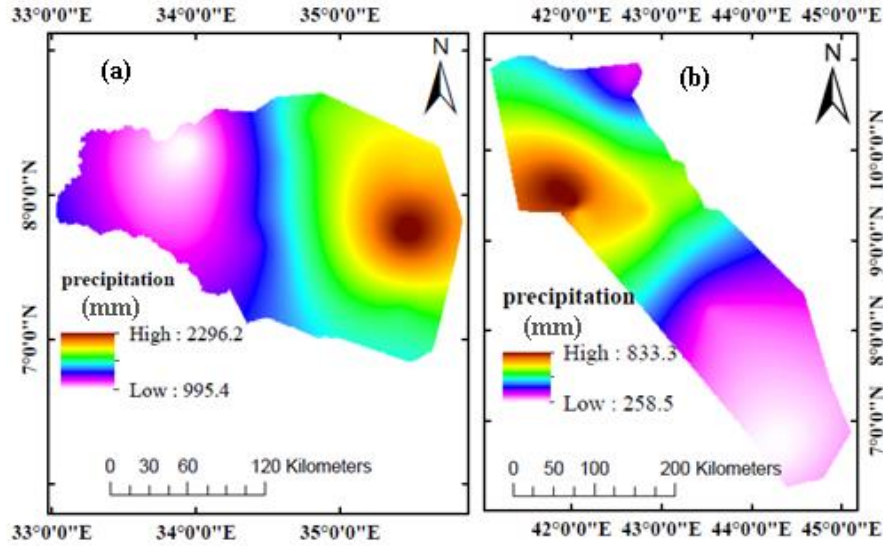 33°0'0"E 34°0'0"E 35°0'0"E
42°0'0"E 43°0'0"E 44°0'0"E 45°0'0"E
(a)
N
(b)
N
8°0'0"N
7°0'0"N
10°0'0"N
9°0'0"N
8°0'0"N
7°0'0"N
precipitation
(mm)
High : 2296.2
Low : 995.4
precipitation
(mm)
High : 833.3
Low : 258.5
0 30 60 120 Kilometers
0 50 100 200 Kilometers
33°0'0"E 34°0'0"E 35°0'0"E
42°0'0"E 43°0'0"E 44°0'0"E 45°0'0"E